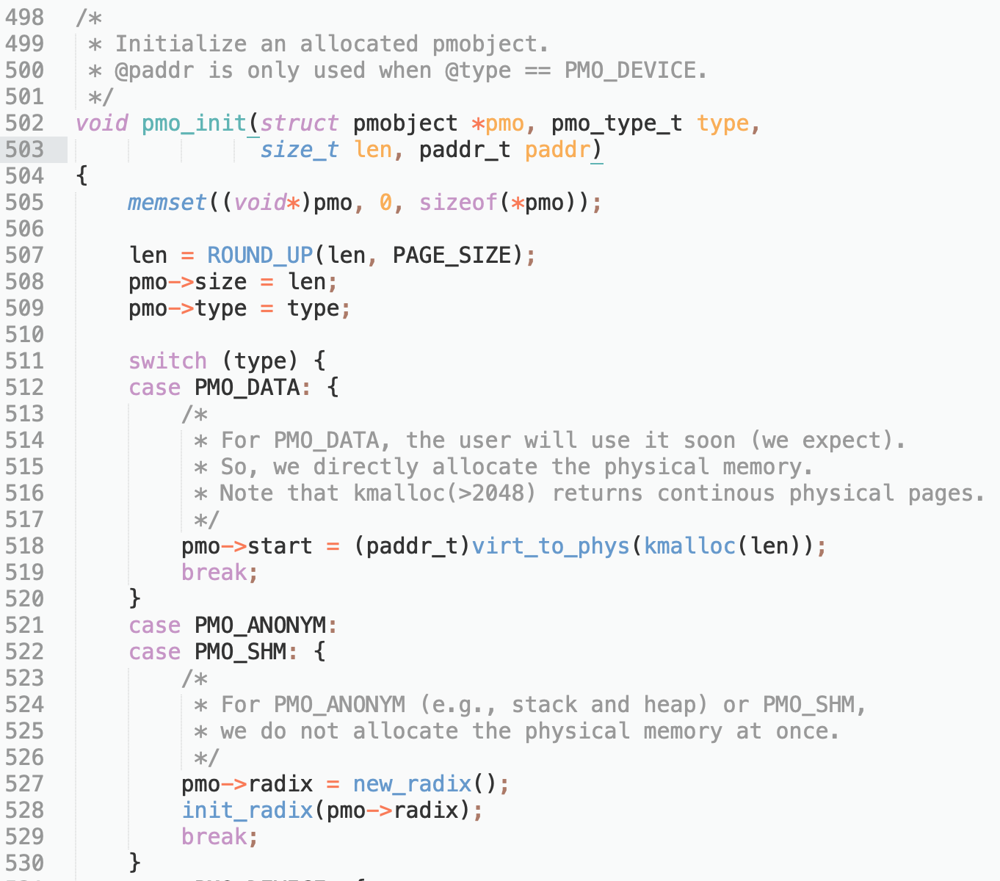 498 /*
499 * Initialize an allocated pmobject.
500 * @paddr is only used when @type == PMO_DEVICE.
501 */
502 void pmo_init(struct pmobject *pmo, pmo_type_t type,
503 size_t len, paddr_t paddr)
504 {
505 memset((void*)pmo, 0, sizeof(*pmo));
506
507 len = ROUND_UP(len, PAGE_SIZE);
508 pmo->size = len;
509 pmo->type = type;
510
511 switch (type) {
512 case PMO_DATA: {
513 /*
514 * For PMO_DATA, the user will use it soon (we expect).
515 * So, we directly allocate the physical memory.
516 * Note that kmalloc(>2048) returns continous physical pages.
517 */
518 pmo->start = (paddr_t)virt_to_phys(kmalloc(len));
519 break;
520 }
521 case PMO_ANONYM:
522 case PMO_SHM: {
523 /*
524 * For PMO_ANONYM (e.g., stack and heap) or PMO_SHM,
525 * we do not allocate the physical memory at once.
526 */
527 pmo->radix = new_radix();
528 init_radix(pmo->radix);
529 break;
530 }